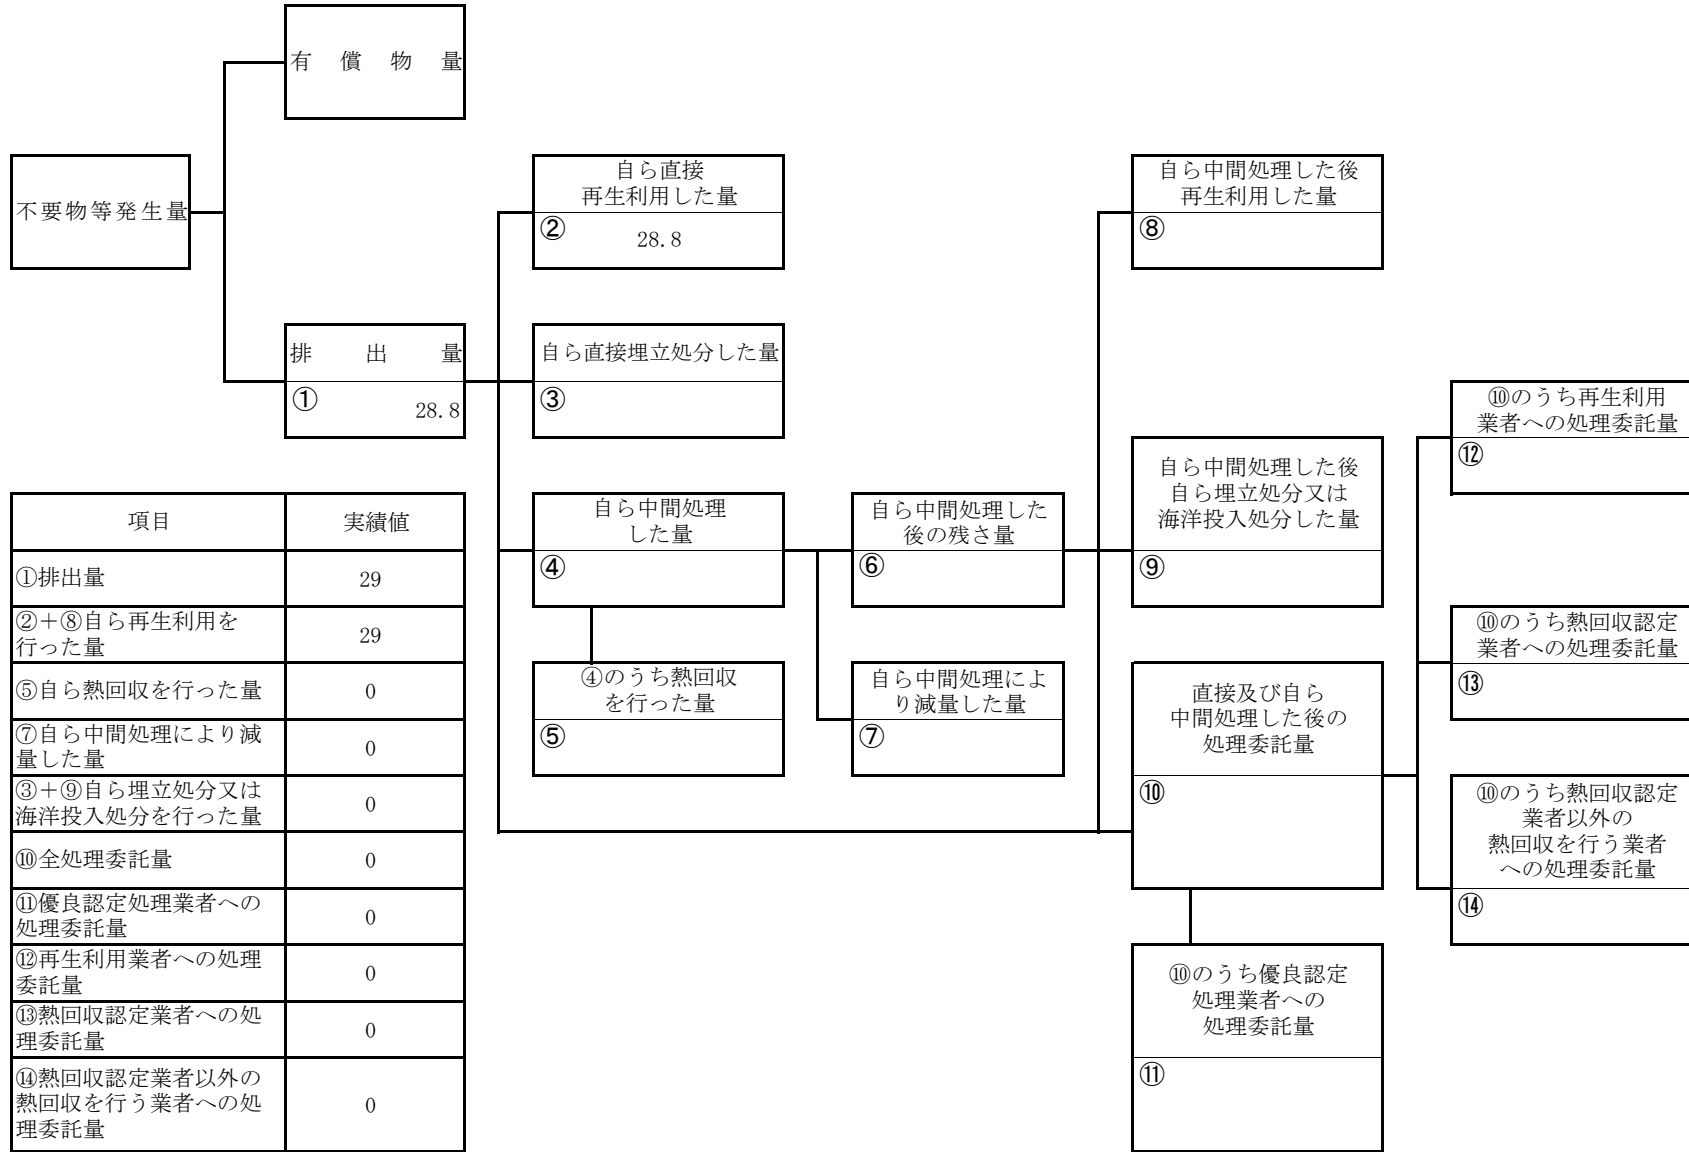 有償物量
不要物等発生量
自ら直接
再生利用した量
②
28.8
自ら中間処理した後
再生利用した量
⑧
排出量
①
28.8
自ら直接埋立処分した量
③
⑩のうち再生利用
業者への処理委託量
⑫
自ら中間処理
した量
④
自ら中間処理した
後の残さ量
⑥
自ら中間処理した後
自ら埋立処分又は
海洋投入処分した量
⑨
⑩のうち熱回収認定
業者への処理委託量
⑬
④のうち熱回収
を行った量
⑤
自ら中間処理によ
り減量した量
⑦
直接及び自ら
中間処理した後の
処理委託量
⑩
⑩のうち熱回収認定
業者以外の
熱回収を行う業者
への処理委託量
⑭
⑩のうち優良認定
処理業者への
処理委託量
⑪
項目 実績値
①排出量 29
②＋⑧自ら再生利用を
行った量 29
⑤自ら熱回収を行った量 0
⑦自ら中間処理により減
量した量 0
③＋⑨自ら埋立処分又は
海洋投入処分を行った量 0
⑩全処理委託量 0
⑪優良認定処理業者への
処理委託量 0
⑫再生利用業者への処理
委託量 0
⑬熱回収認定業者への処
理委託量 0
⑭熱回収認定業者以外の
熱回収を行う業者への処
理委託量 0